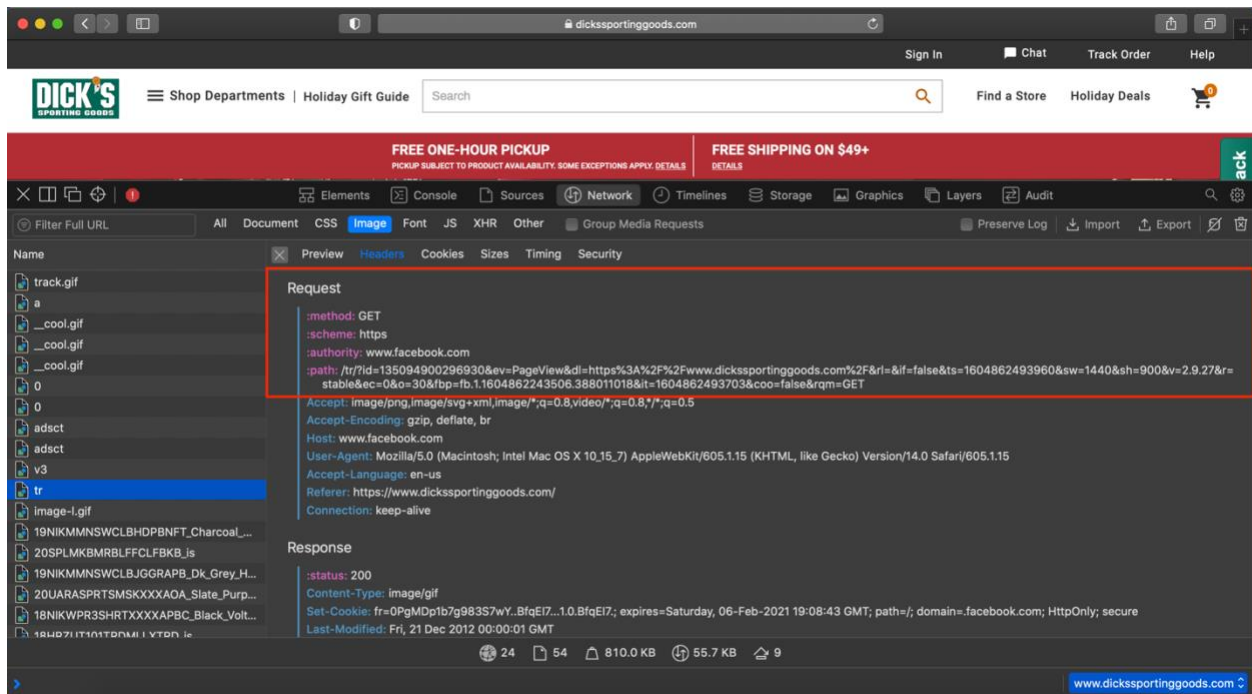 dickssportinggoods.com
Sign In Chat Track Order Help
DICK'S
SPORTING GOODS
Shop Departments | Holiday Gift Guide Search Find a Store Holiday Deals 0
FREE ONE-HOUR PICKUP FREE SHIPPING ON $49+
PICKUP SUBJECT TO PRODUCT AVAILABILITY. SOME EXCEPTIONS APPLY. DETAILS DETAILS
ack
Elements Console Sources Network Timelines Storage Graphics Layers Audit
Filter Full URL All Document CSS Image Font JS XHR Other Group Media Requests Preserve Log Import Export
Name Preview Headers Cookies Sizes Timing Security
track.gif
a
__cool.gif
__cool.gif
__cool.gif
0
0
adsct
adsct
v3
tr
image-l.gif
19NIKMMNSWCLBHDPBNFT_Charcoal_...
20SPLMKBMRBLFFCLFBKB_is
19NIKMMNSWCLBJGGRAPB_Dk_Grey_H...
20UARASPRTSMSKXXXAOA_Slate_Purp...
18NIKWPR3SHRTXXXXAPBC_Black_Volt...
Request
:method: GET
:scheme: https
:authority: www.facebook.com
:path: /tr/?id=135094900296930&ev=PageView&dl=https%3A%2F%2Fwww.dickssportinggoods.com%2F&rl=&if=false&ts=1604862493960&sw=1440&sh=900&v=2.9.27&r=
stable&ec=0&o=30&fbp=fb.1.1604862243506.388011018&it=1604862493703&coo=false&rqm=GET
Accept: image/png,image/svg+xml,image/*;q=0.8,video/*;q=0.8,*/*;q=0.5
Accept-Encoding: gzip, deflate, br
Host: www.facebook.com
User-Agent: Mozilla/5.0 (Macintosh; Intel Mac OS X 10_15_7) AppleWebKit/605.1.15 (KHTML, like Gecko) Version/14.0 Safari/605.1.15
Accept-Language: en-us
Referer: https://www.dickssportinggoods.com/
Connection: keep-alive
Response
:status: 200
Content-Type: image/gif
Set-Cookie: fr=0PgMDp1b7g983S7wY..BfqEI7...1.0.BfqEI7.; expires=Saturday, 06-Feb-2021 19:08:43 GMT; path=/; domain=.facebook.com; HttpOnly; secure
Last-Modified: Fri, 21 Dec 2012 00:00:01 GMT
24 54 810.0 KB 55.7 KB 9
www.dickssportinggoods.com